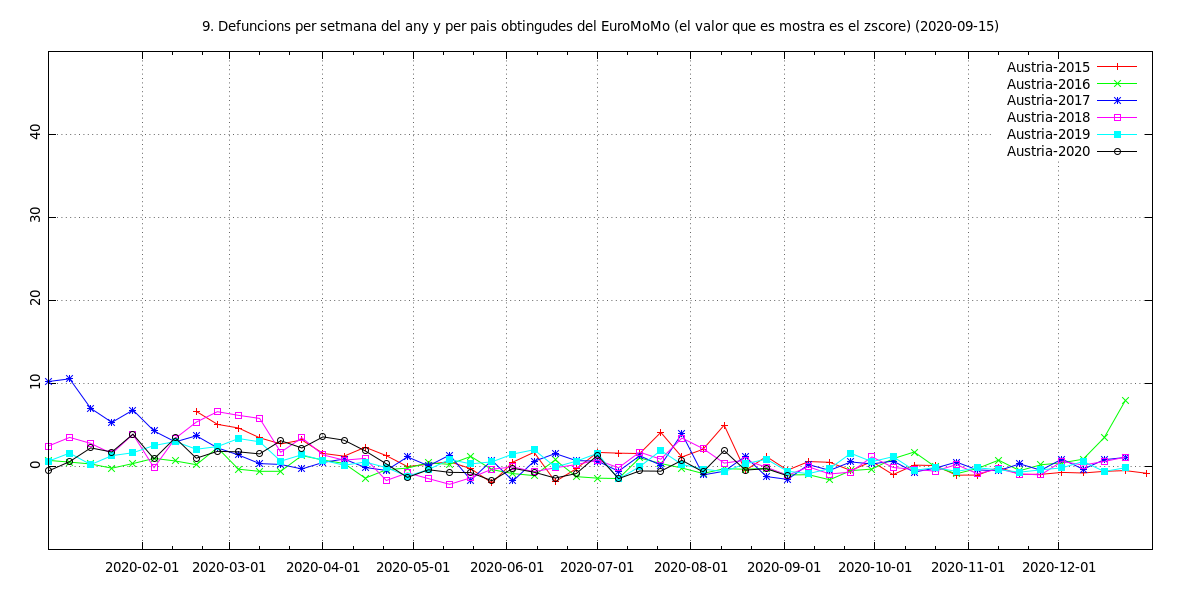 9. Defuncions per setmana del any y per pais obtingudes del EuroMoMo (el valor que es mostra es el zscore) (2020-09-15)
Austria-2015
Austria-2016
Austria-2017
Austria-2018
Austria-2019
Austria-2020
40
30
20
10
0
2020-02-01 2020-03-01 2020-04-01 2020-05-01 2020-06-01 2020-07-01 2020-08-01 2020-09-01 2020-10-01 2020-11-01 2020-12-01